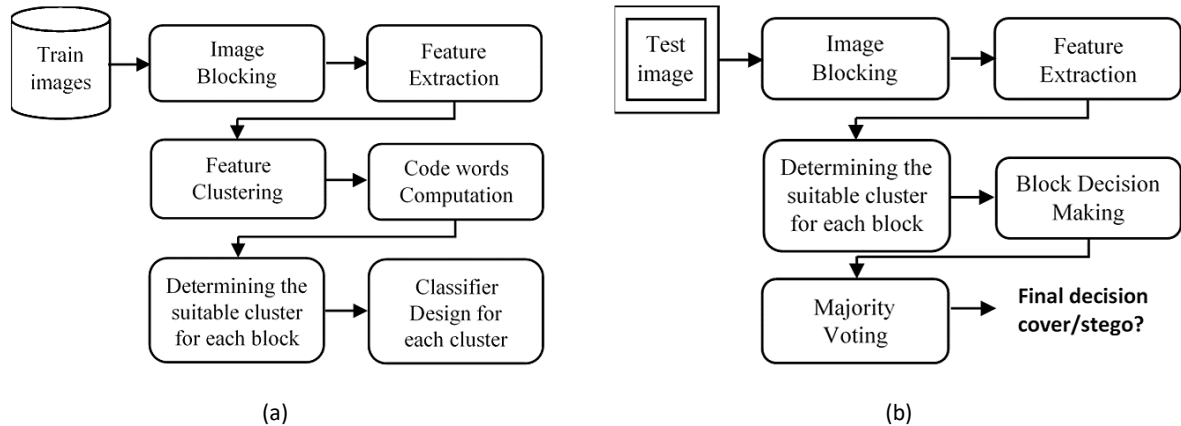 Train
images
Image
Blocking
Feature
Extraction
Feature
Clustering
Code words
Computation
Determining the
suitable cluster
for each block
Classifier
Design for
each cluster
(a)
Test
image
Image
Blocking
Feature
Extraction
Determining the
suitable cluster
for each block
Block Decision
Making
Majority
Voting
Final decision
cover/stego?
(b)